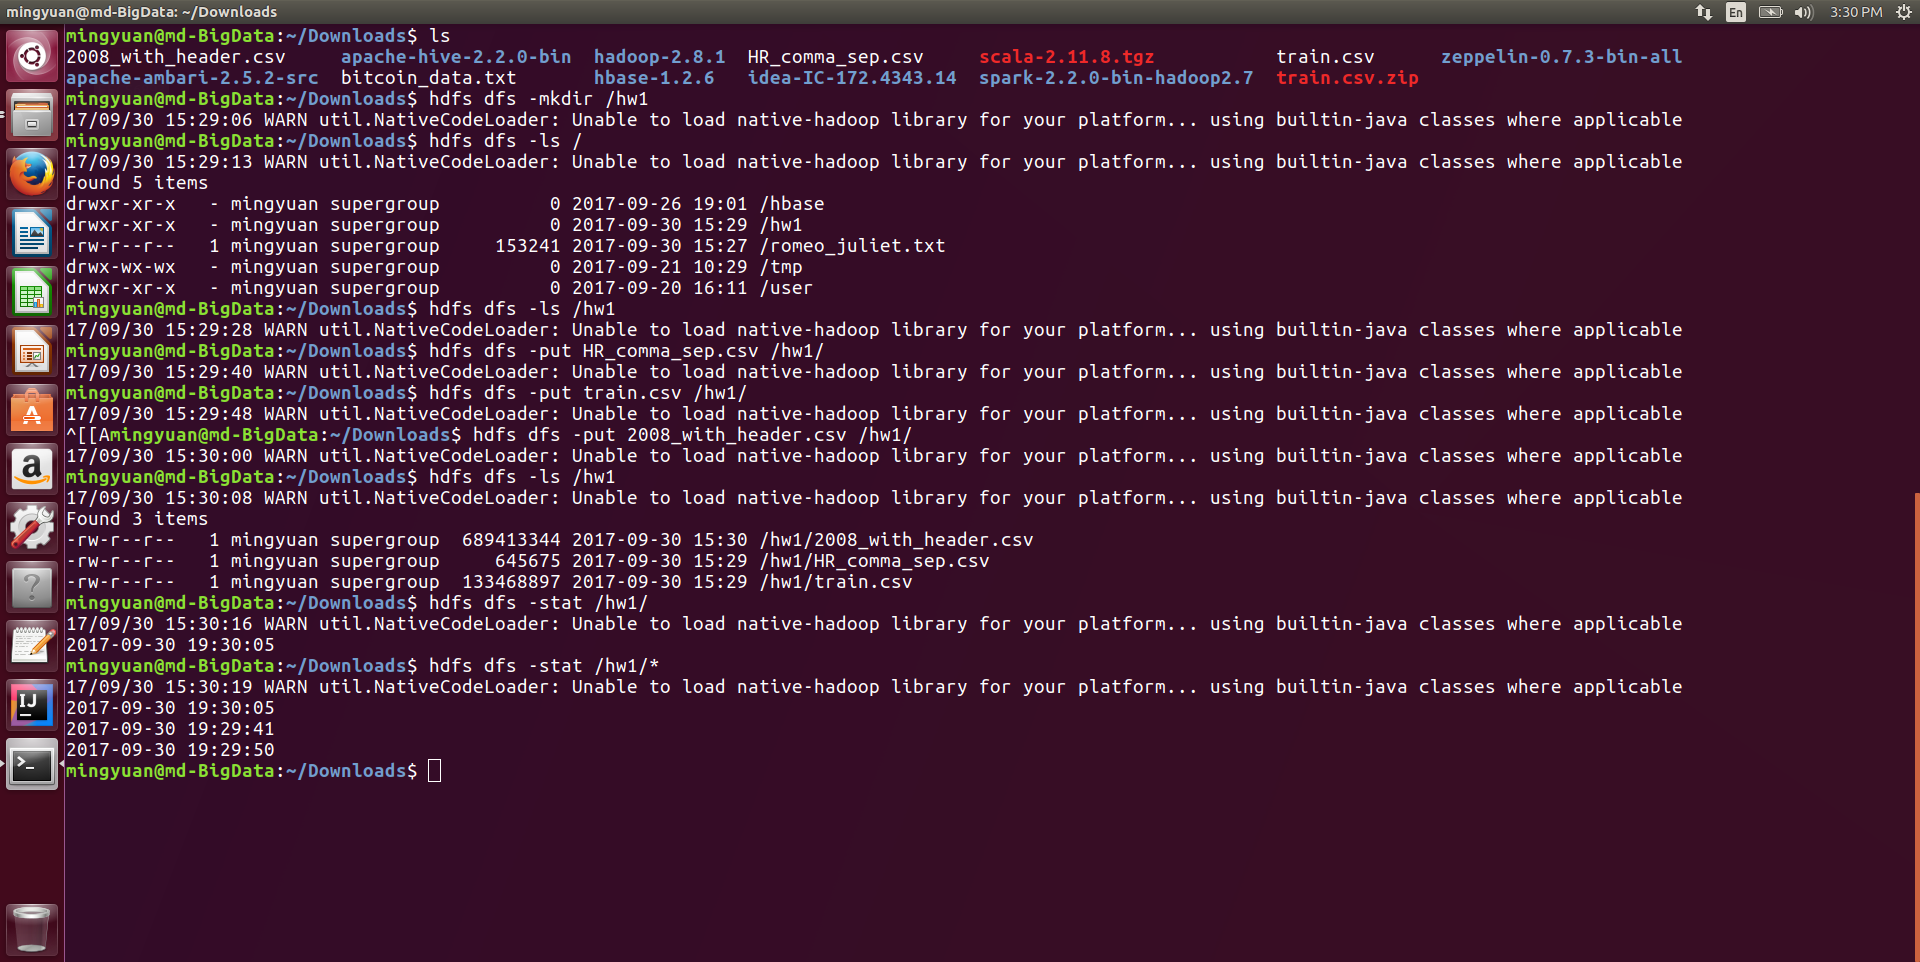 mingyuan@md-BigData: ~/Downloads
En
3:30 PM
mingyuan@md-BigData:~/Downloads$ ls
2008_with_header.csv     apache-hive-2.2.0-bin  hadoop-2.8.1  HR_comma_sep.csv     scala-2.11.8.tgz           train.csv      zeppelin-0.7.3-bin-all
apache-ambari-2.5.2-src  bitcoin_data.txt       hbase-1.2.6   idea-IC-172.4343.14  spark-2.2.0-bin-hadoop2.7  train.csv.zip
mingyuan@md-BigData:~/Downloads$ hdfs dfs -mkdir /hw1
17/09/30 15:29:06 WARN util.NativeCodeLoader: Unable to load native-hadoop library for your platform... using builtin-java classes where applicable
mingyuan@md-BigData:~/Downloads$ hdfs dfs -ls /
17/09/30 15:29:13 WARN util.NativeCodeLoader: Unable to load native-hadoop library for your platform... using builtin-java classes where applicable
Found 5 items
drwxr-xr-x   - mingyuan supergroup          0 2017-09-26 19:01 /hbase
drwxr-xr-x   - mingyuan supergroup          0 2017-09-30 15:29 /hw1
-rw-r--r--   1 mingyuan supergroup     153241 2017-09-30 15:27 /romeo_juliet.txt
drwx-wx-wx   - mingyuan supergroup          0 2017-09-21 10:29 /tmp
drwxr-xr-x   - mingyuan supergroup          0 2017-09-20 16:11 /user
mingyuan@md-BigData:~/Downloads$ hdfs dfs -ls /hw1
17/09/30 15:29:28 WARN util.NativeCodeLoader: Unable to load native-hadoop library for your platform... using builtin-java classes where applicable
mingyuan@md-BigData:~/Downloads$ hdfs dfs -put HR_comma_sep.csv /hw1/
17/09/30 15:29:40 WARN util.NativeCodeLoader: Unable to load native-hadoop library for your platform... using builtin-java classes where applicable
mingyuan@md-BigData:~/Downloads$ hdfs dfs -put train.csv /hw1/
17/09/30 15:29:48 WARN util.NativeCodeLoader: Unable to load native-hadoop library for your platform... using builtin-java classes where applicable
^[[Amingyuan@md-BigData:~/Downloads$ hdfs dfs -put 2008_with_header.csv /hw1/
17/09/30 15:30:00 WARN util.NativeCodeLoader: Unable to load native-hadoop library for your platform... using builtin-java classes where applicable
mingyuan@md-BigData:~/Downloads$ hdfs dfs -ls /hw1
17/09/30 15:30:08 WARN util.NativeCodeLoader: Unable to load native-hadoop library for your platform... using builtin-java classes where applicable
Found 3 items
-rw-r--r--   1 mingyuan supergroup  689413344 2017-09-30 15:30 /hw1/2008_with_header.csv
-rw-r--r--   1 mingyuan supergroup     645675 2017-09-30 15:29 /hw1/HR_comma_sep.csv
-rw-r--r--   1 mingyuan supergroup  133468897 2017-09-30 15:29 /hw1/train.csv
mingyuan@md-BigData:~/Downloads$ hdfs dfs -stat /hw1/
17/09/30 15:30:16 WARN util.NativeCodeLoader: Unable to load native-hadoop library for your platform... using builtin-java classes where applicable
2017-09-30 19:30:05
mingyuan@md-BigData:~/Downloads$ hdfs dfs -stat /hw1/*
17/09/30 15:30:19 WARN util.NativeCodeLoader: Unable to load native-hadoop library for your platform... using builtin-java classes where applicable
2017-09-30 19:30:05
2017-09-30 19:29:41
2017-09-30 19:29:50
mingyuan@md-BigData:~/Downloads$